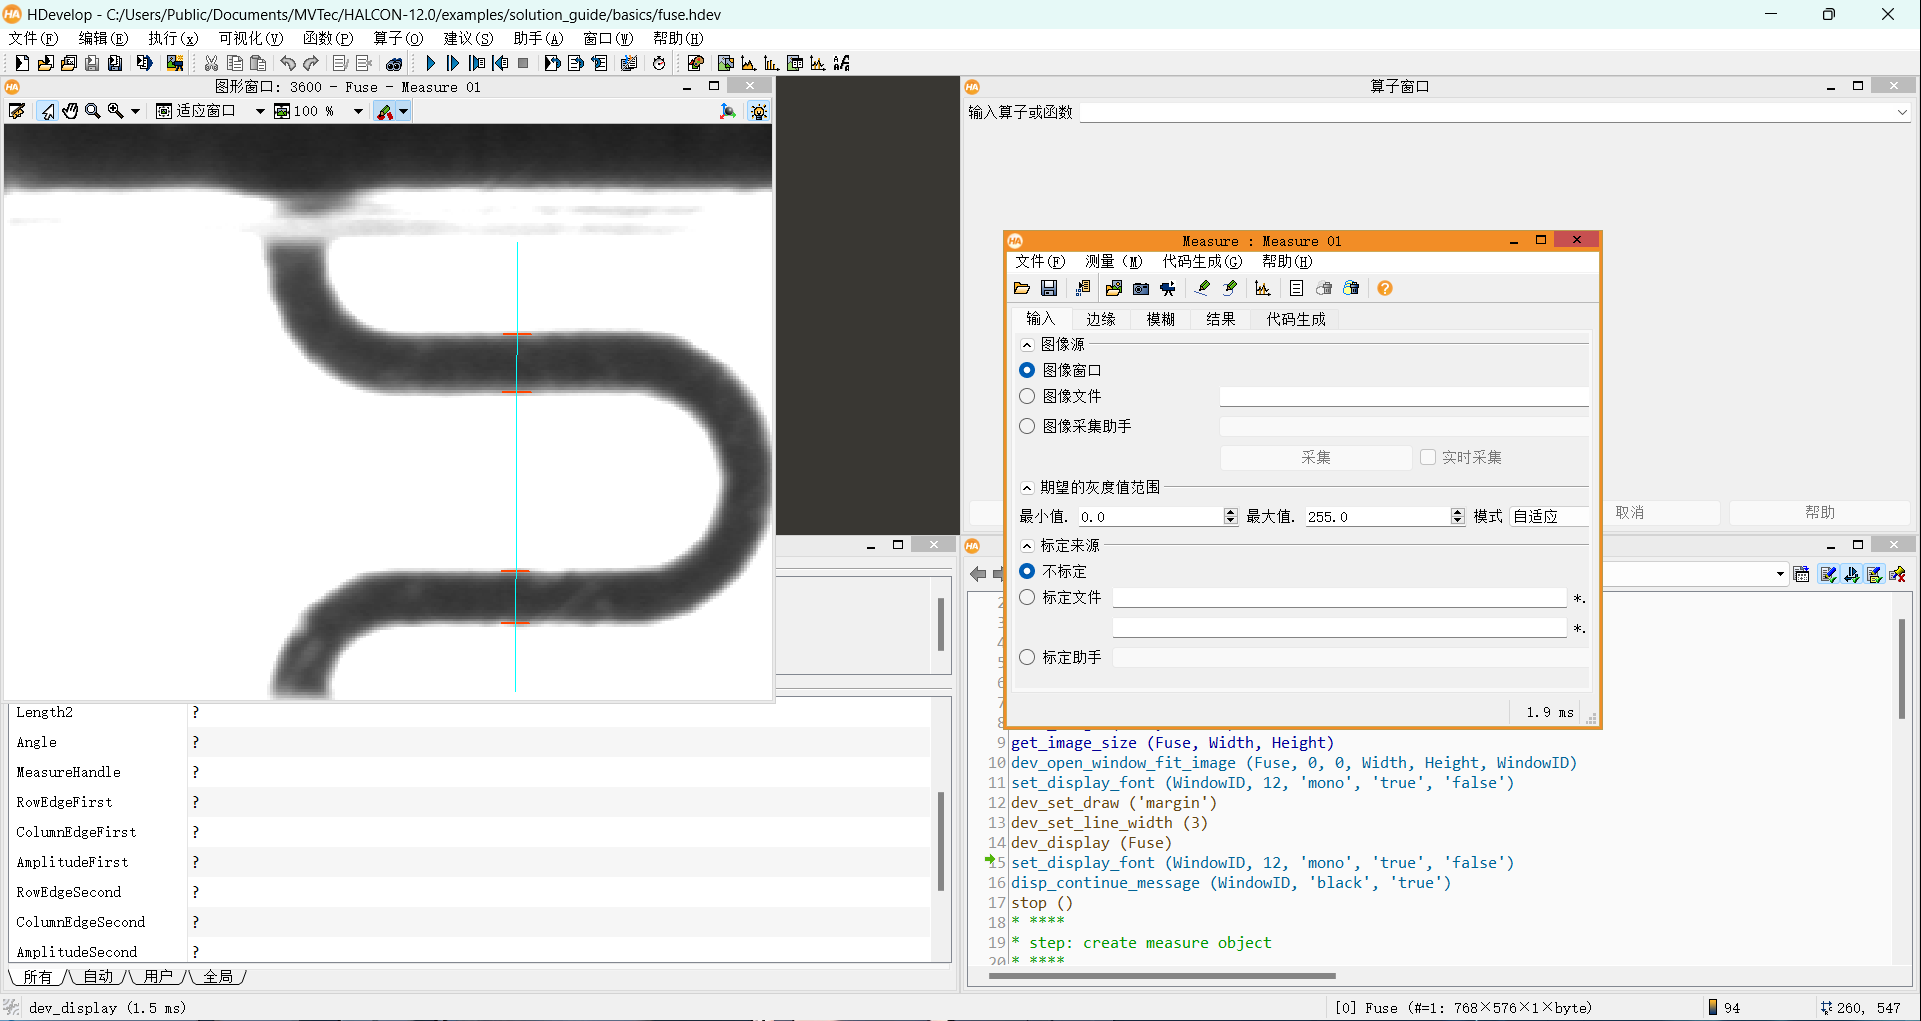 HDevelop - C:/Users/Public/Documents/MVTec/HALCON-12.0/examples/solution_guide/basics/fuse.hdev
文件(F) 编辑(E) 执行(x) 可视化(V) 函数(P) 算子(O) 建议(S) 助手(A) 窗口(W) 帮助(H)
图形窗口: 3600 - Fuse - Measure 01
适应窗口 100 %
算子窗口
输入算子或函数
Measure : Measure 01
文件(F) 测量 (M) 代码生成(G) 帮助(H)
输入 边缘 模糊 结果 代码生成
图像源
图像窗口
图像文件
图像采集助手
采集 实时采集
期望的灰度值范围
最小值. 0.0 最大值. 255.0 模式 自适应
标定来源
不标定
标定文件 *.
*.
标定助手
1.9 ms
取消 帮助
Length2 ?
Angle ?
MeasureHandle ?
RowEdgeFirst ?
ColumnEdgeFirst ?
AmplitudeFirst ?
RowEdgeSecond ?
ColumnEdgeSecond ?
AmplitudeSecond ?
所有 自动 用户 全局
9 get_image_size (Fuse, Width, Height)
10 dev_open_window_fit_image (Fuse, 0, 0, Width, Height, WindowID)
11 set_display_font (WindowID, 12, 'mono', 'true', 'false')
12 dev_set_draw ('margin')
13 dev_set_line_width (3)
14 dev_display (Fuse)
15 set_display_font (WindowID, 12, 'mono', 'true', 'false')
16 disp_continue_message (WindowID, 'black', 'true')
17 stop ()
18 * ****
19 * step: create measure object
20 * ****
dev_display (1.5 ms)
[0] Fuse (#=1: 768×576×1×byte)
94
260, 547